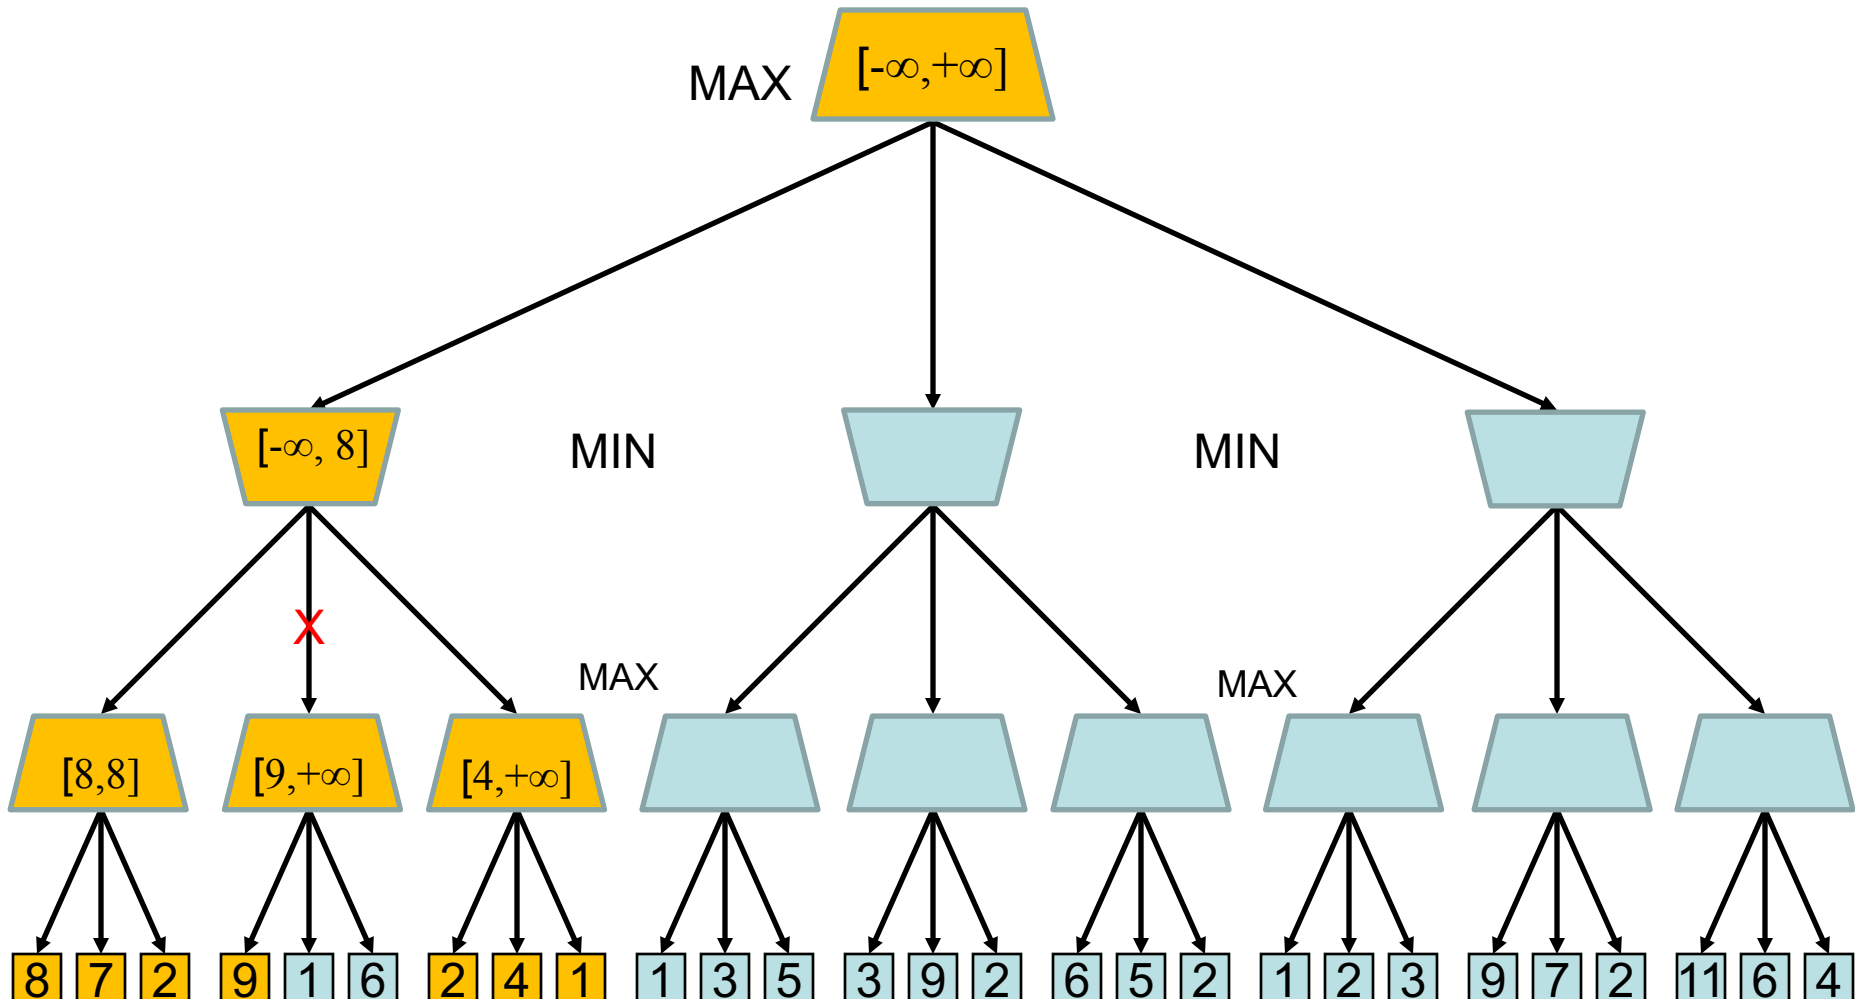 MAX
[-∞,+∞]
[-∞, 8]
MIN
MIN
X
MAX
MAX
[8,8]
[9,+∞]
[4,+∞]
8 7 2 9 1 6 2 4 1 1 3 5 3 9 2 6 5 2 1 2 3 9 7 2 11 6 4